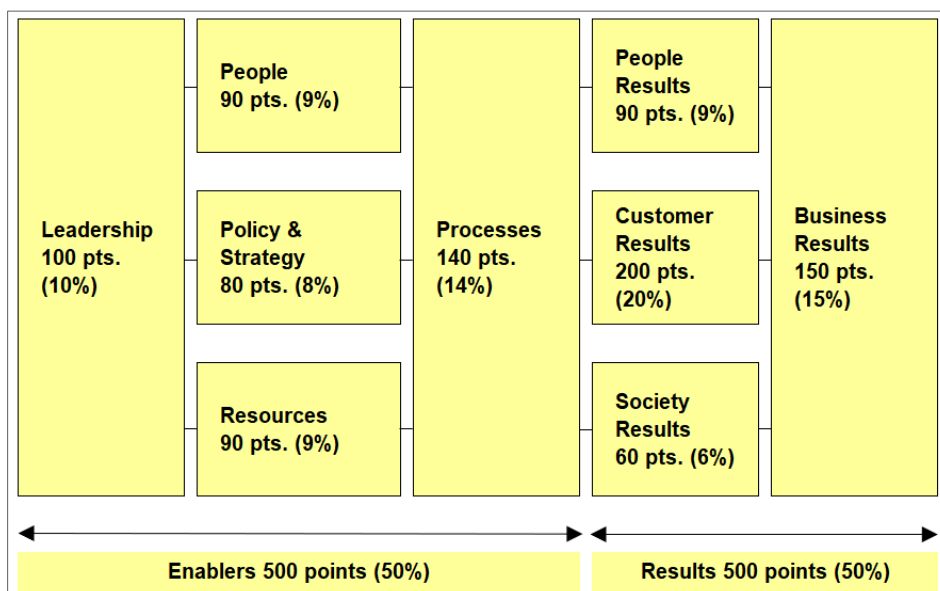 People
90 pts. (9%)
People
Results
90 pts. (9%)
Leadership
100 pts.
(10%)
Policy &
Strategy
80 pts. (8%)
Processes
140 pts.
(14%)
Customer
Results
200 pts.
(20%)
Business
Results
150 pts.
(15%)
Resources
90 pts. (9%)
Society
Results
60 pts. (6%)
Enablers 500 points (50%)
Results 500 points (50%)